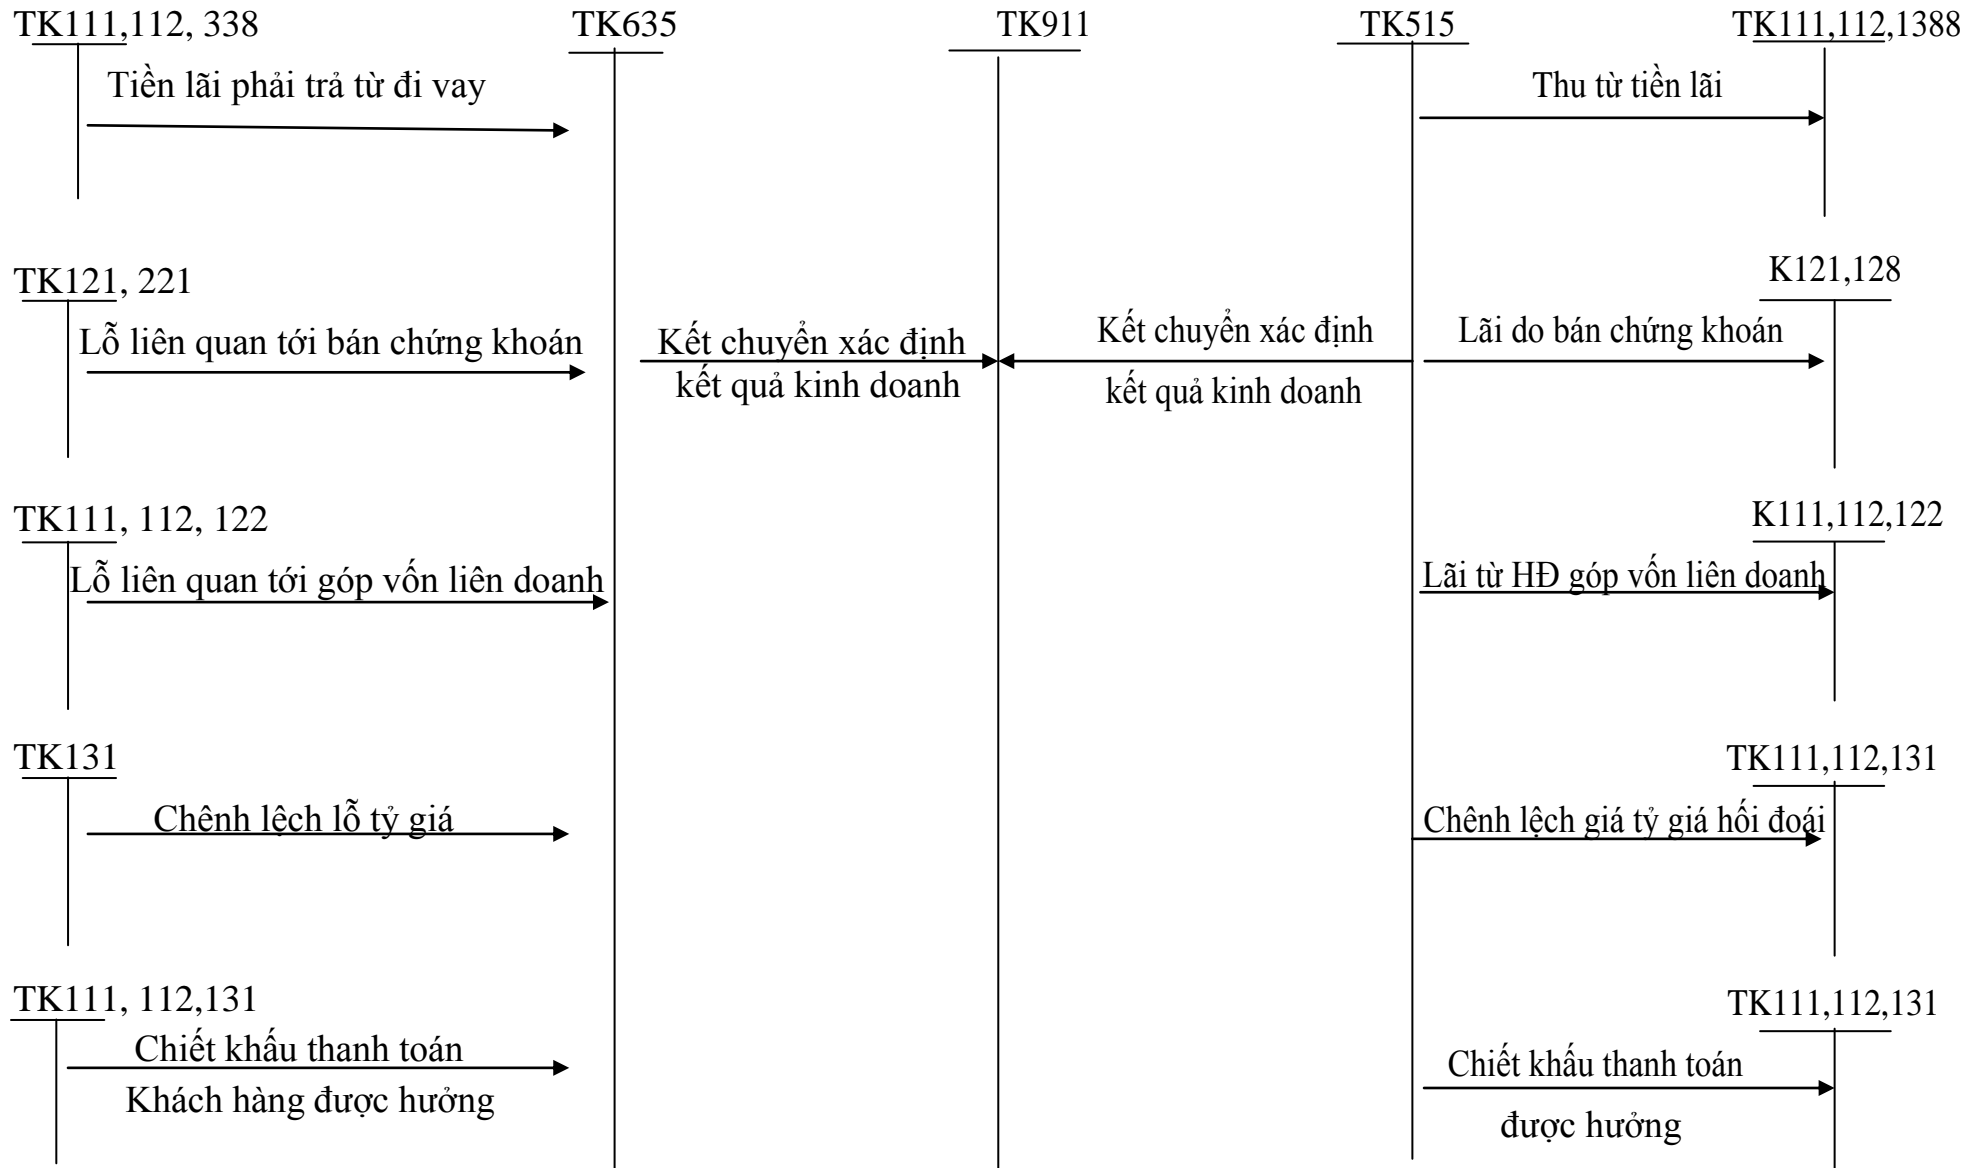 TK111,112, 338
TK635
TK911
TK515
TK111,112,1388
Tiền lãi phải trả từ đi vay
Thu từ tiền lãi
TK121, 221
K121,128
Lỗ liên quan tới bán chứng khoán
Kết chuyển xác định
kết quả kinh doanh
Kết chuyển xác định
kết quả kinh doanh
Lãi do bán chứng khoán
TK111, 112, 122
K111,112,122
Lỗ liên quan tới góp vốn liên doanh
Lãi từ HĐ góp vốn liên doanh
TK131
TK111,112,131
Chênh lệch lỗ tỷ giá
Chênh lệch giá tỷ giá hối đoái
TK111, 112,131
TK111,112,131
Chiết khấu thanh toán
Khách hàng được hưởng
Chiết khấu thanh toán
được hưởng